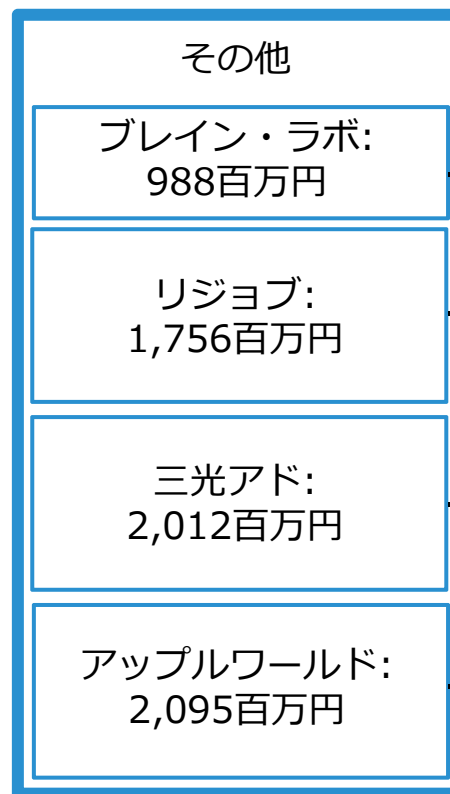 その他
ブレイン・ラボ:
988百万円
リジョブ:
1,756百万円
三光アド:
2,012百万円
アップルワールド:
2,095百万円